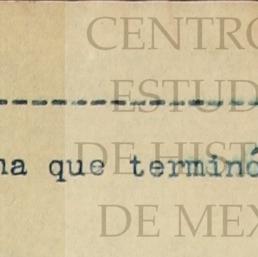 CENTRO
ESTUD
----------------
na que terminó
DE HIST
DE MEX